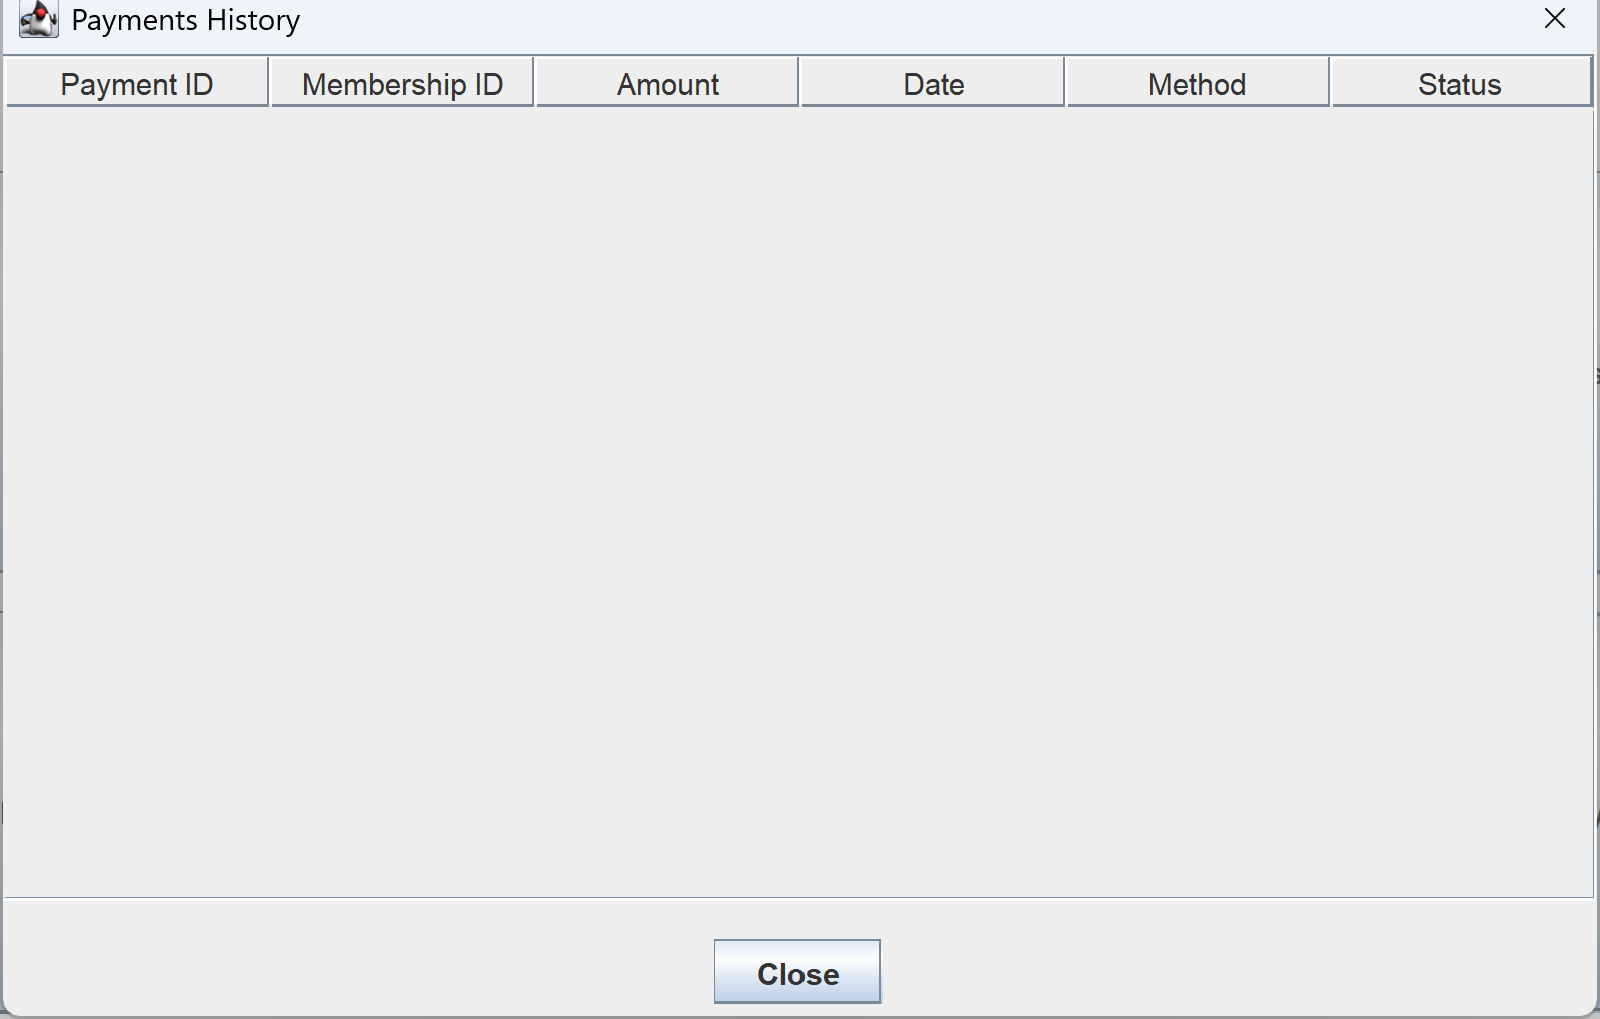 Payments History
Payment ID Membership ID Amount Date Method Status
Close